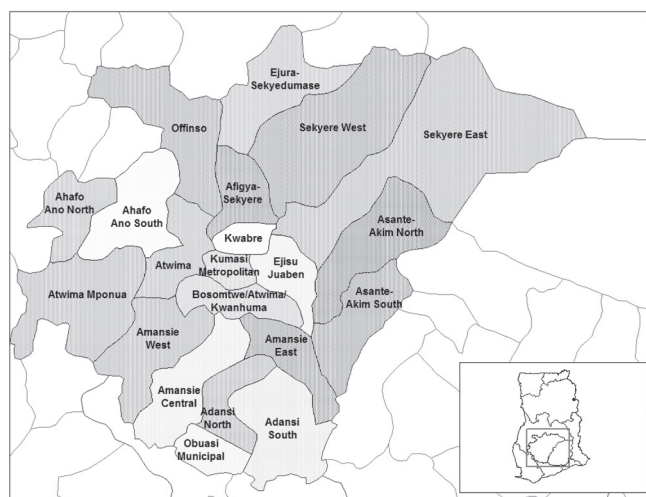 Ejura-
Sekyedumase
Offinso
Sekyere West
Sekyere East
Afigya-
Sekyere
Ahafo
Ano North
Ahafo
Ano South
Asante-
Akim North
Kwabre
Atwima
Kumasi
Metropolitan
Ejisu
Juaben
Atwima Mponua
Bosomtwe/Atwima/
Kwanhuma
Asante-
Akim South
Amansie
West
Amansie
East
Amansie
Central
Adansi
North
Adansi
South
Obuasi
Municipal